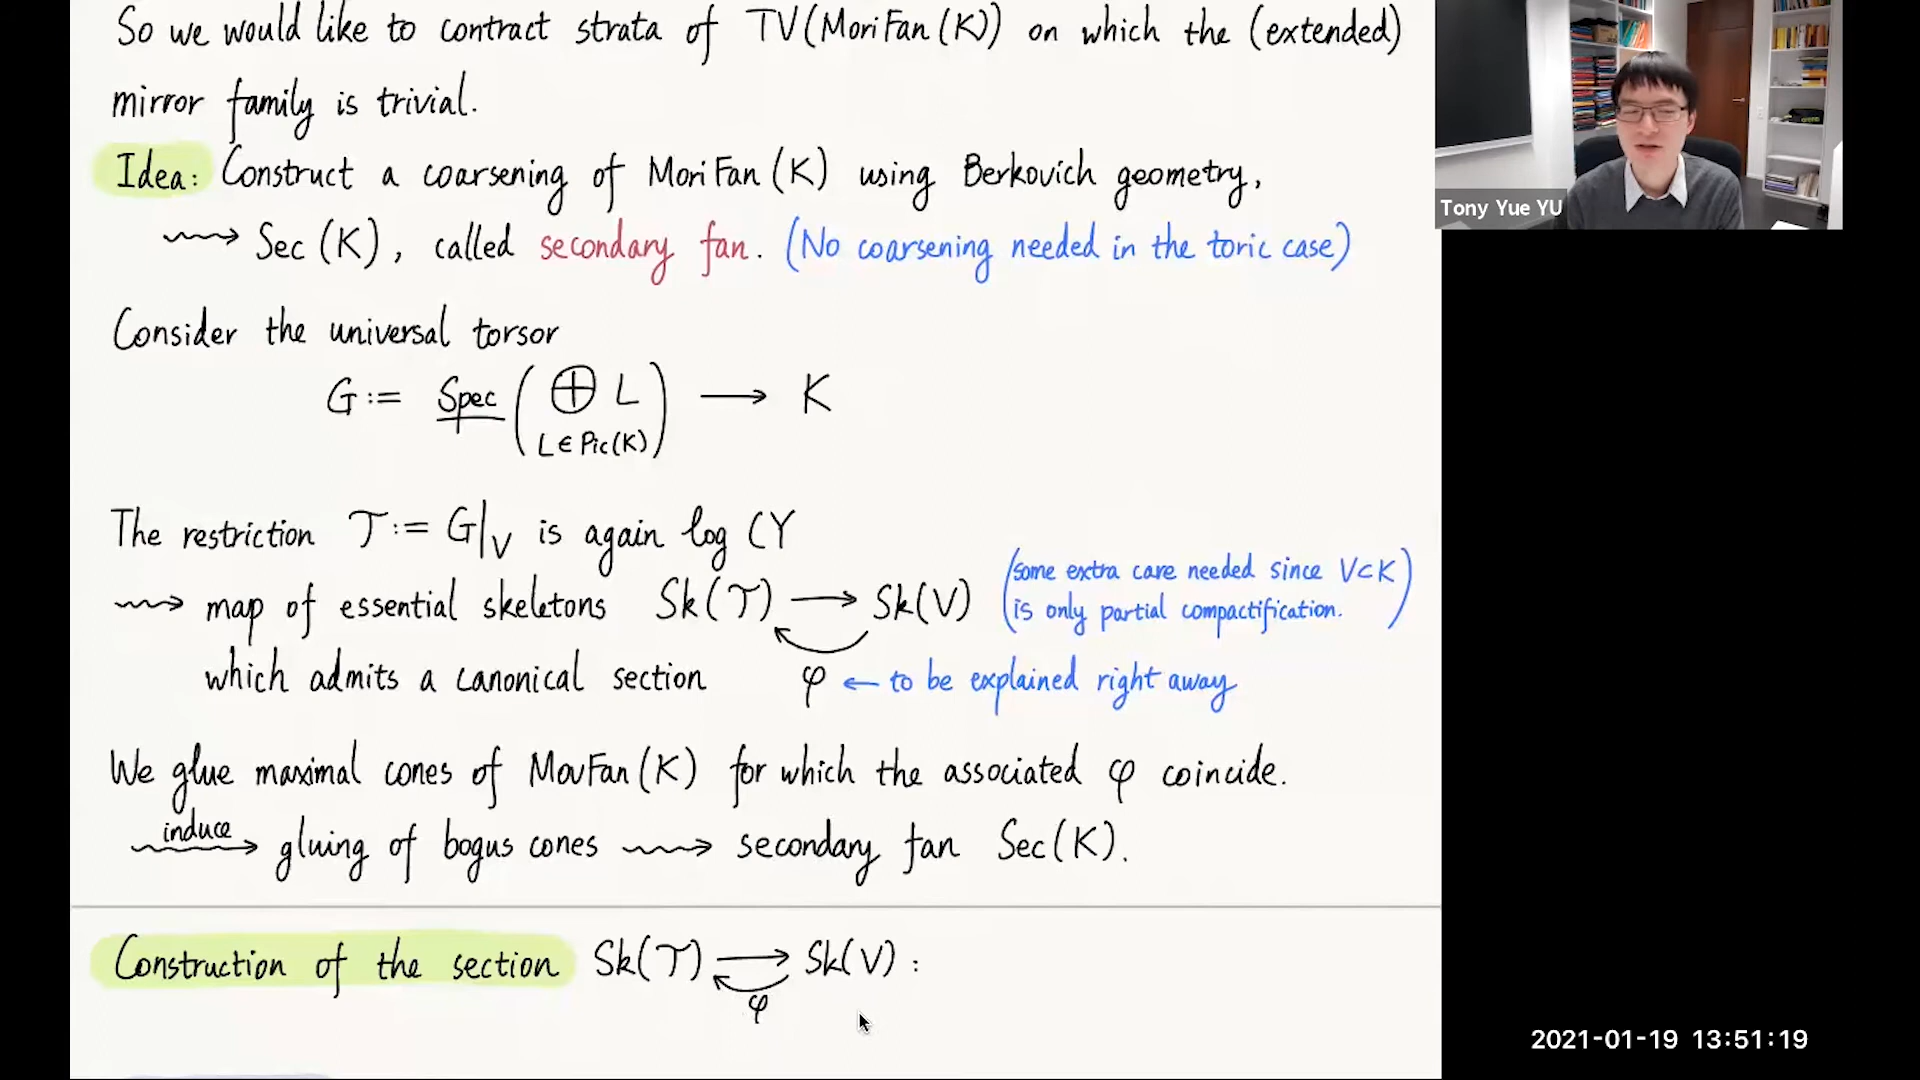 So we would like to contract strata of TV(MoriFan(K)) on which the (extended)
mirror family is trivial.
Idea: Construct a coarsening of MoriFan(K) using Berkovich geometry,
⇝ Sec(K), called secondary fan. (No coarsening needed in the toric case)
Consider the universal torsor
G := Spec ( ⊕ L ) ⟶ K
L∈Pic(K)
The restriction 𝒯 := G|V is again log CY
⇝ map of essential skeletons Sk(𝒯) ⟶ Sk(V)
(some extra care needed since V⊂K
is only partial compactification.)
which admits a canonical section φ ← to be explained right away
We glue maximal cones of MovFan(K) for which the associated φ coincide.
induce
⇝ gluing of bogus cones ⇝ secondary fan Sec(K).
Construction of the section Sk(𝒯) ⟶ Sk(V) :
φ
Tony Yue YU
2021-01-19 13:51:19